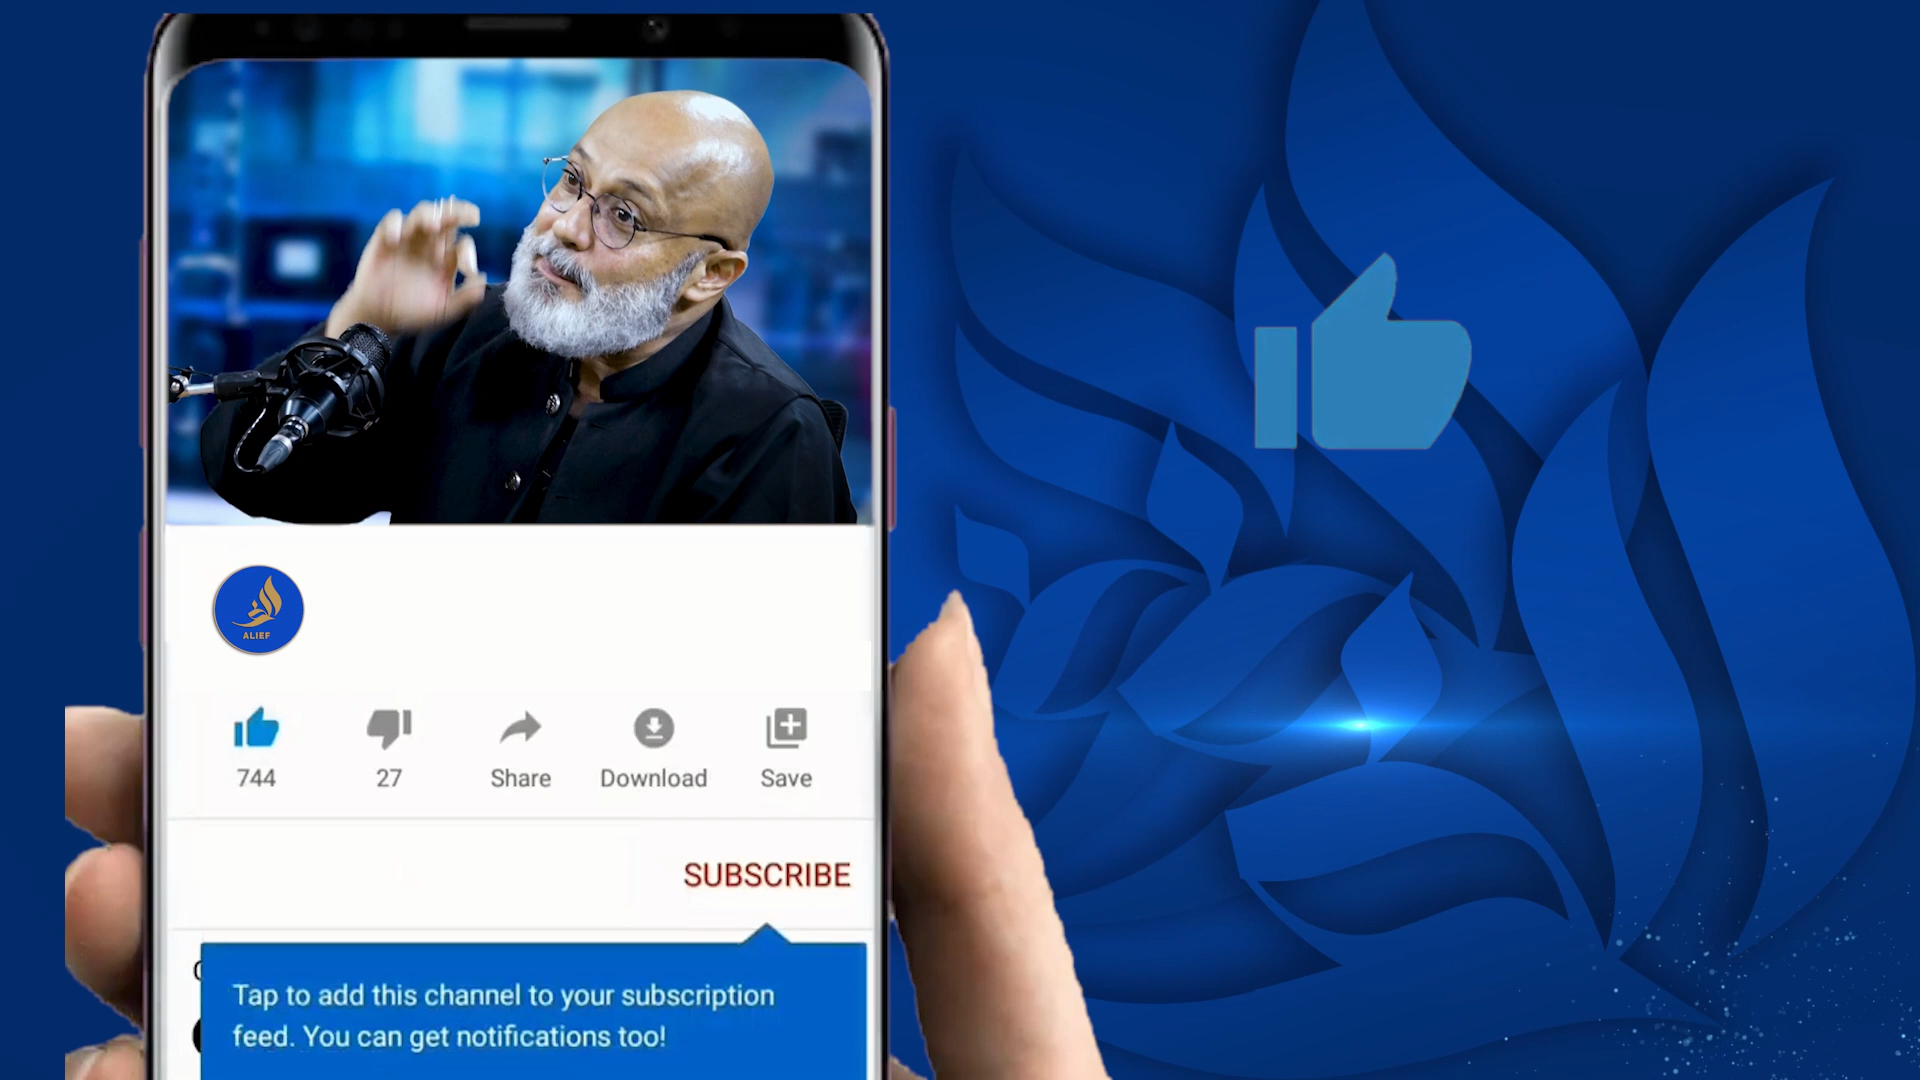 ALIEF
744
27
Share
Download
Save
SUBSCRIBE
Tap to add this channel to your subscription
feed. You can get notifications too!